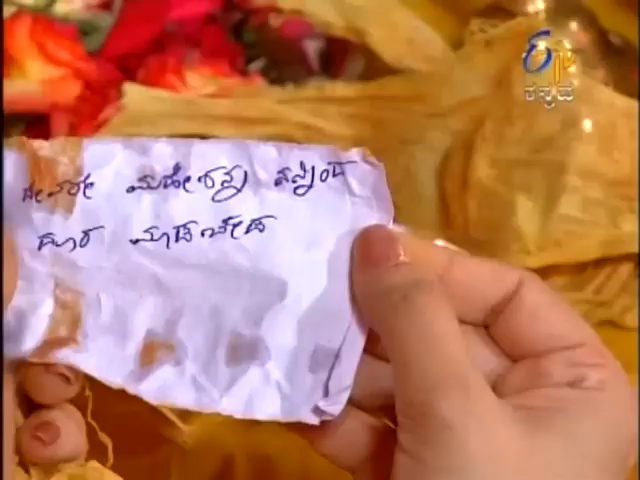 ಈ ಟಿವಿ
ಕನ್ನಡ
ದೇವರೇ ಮಹೇಶನ್ನ ನನ್ನಿಂದ
ದೂರ ಮಾಡಬೇಡ